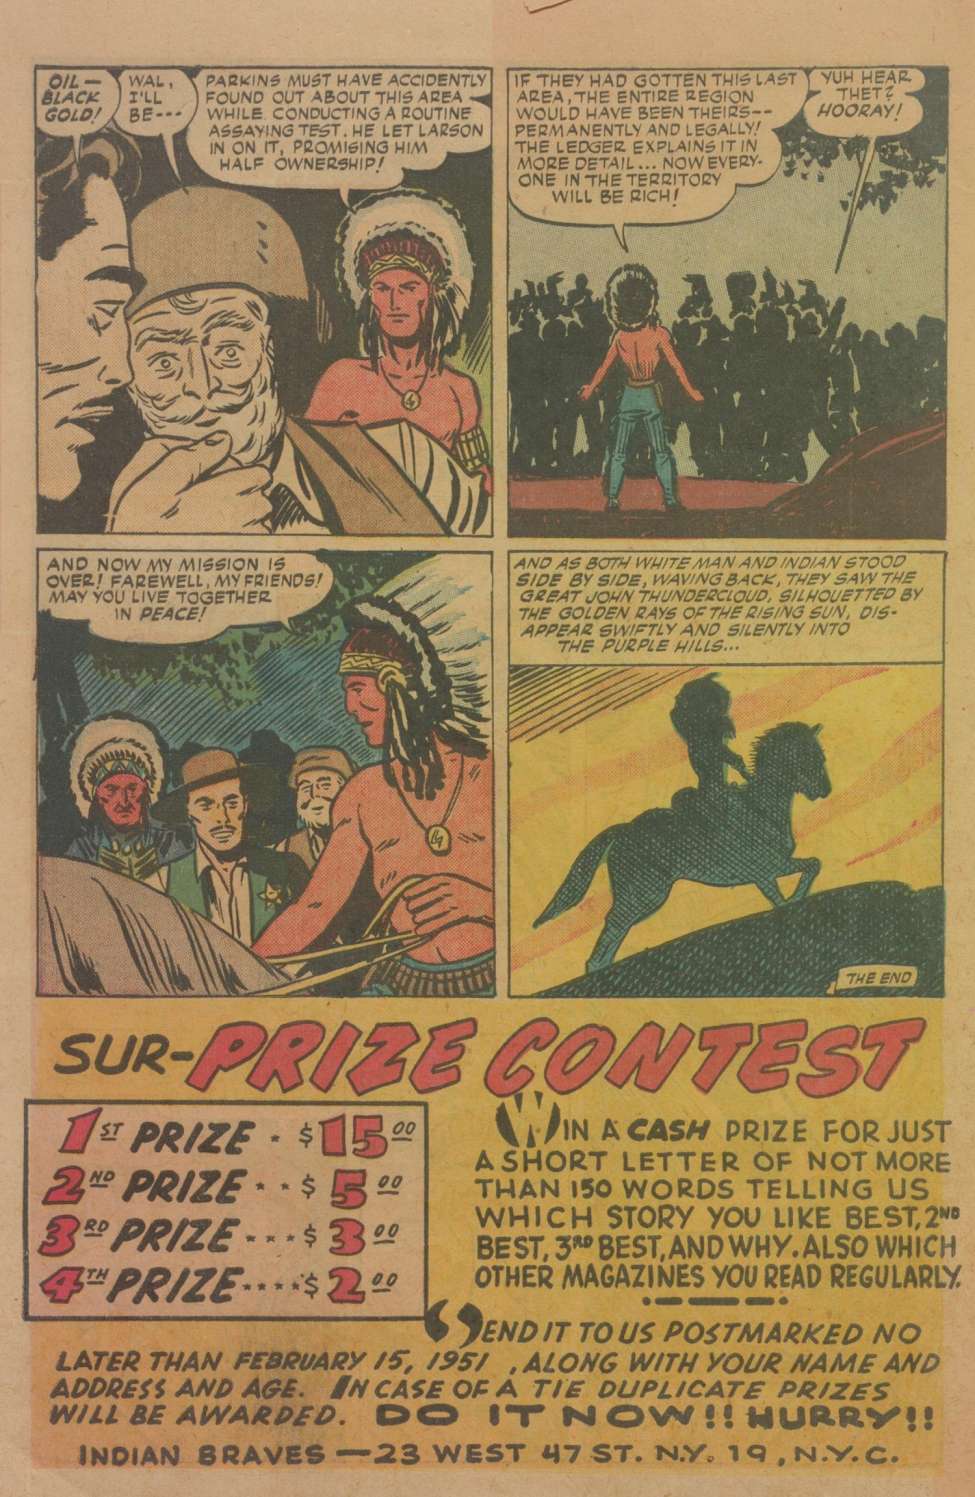 OIL—
BLACK
GOLD!
WAL,
I'LL
BE---
PARKINS MUST HAVE ACCIDENTLY
FOUND OUT ABOUT THIS AREA
WHILE CONDUCTING A ROUTINE
ASSAYING TEST. HE LET LARSON
IN ON IT, PROMISING HIM
HALF OWNERSHIP!
IF THEY HAD GOTTEN THIS LAST
AREA, THE ENTIRE REGION
WOULD HAVE BEEN THEIRS--
PERMANENTLY AND LEGALLY!
THE LEDGER EXPLAINS IT IN
MORE DETAIL... NOW EVERY-
ONE IN THE TERRITORY
WILL BE RICH!
YUH HEAR
THET?
HOORAY!
AND NOW MY MISSION IS
OVER! FAREWELL, MY FRIENDS!
MAY YOU LIVE TOGETHER
IN PEACE!
AND AS BOTH WHITE MAN AND INDIAN STOOD
SIDE BY SIDE, WAVING BACK, THEY SAW THE
GREAT JOHN THUNDERCLOUD, SILHOUETTED BY
THE GOLDEN RAYS OF THE RISING SUN, DIS-
APPEAR SWIFTLY AND SILENTLY INTO
THE PURPLE HILLS...
THE END
SUR-PRIZE CONTEST
1ST PRIZE · $15.00
2ND PRIZE · · $ 5.00
3RD PRIZE · · · $ 3.00
4TH PRIZE · · · · $ 2.00
WIN A CASH PRIZE FOR JUST
A SHORT LETTER OF NOT MORE
THAN 150 WORDS TELLING US
WHICH STORY YOU LIKE BEST, 2ND
BEST, 3RD BEST, AND WHY. ALSO WHICH
OTHER MAGAZINES YOU READ REGULARLY.
SEND IT TO US POSTMARKED NO
LATER THAN FEBRUARY 15, 1951, ALONG WITH YOUR NAME AND
ADDRESS AND AGE. IN CASE OF A TIE DUPLICATE PRIZES
WILL BE AWARDED. DO IT NOW!! HURRY!!
INDIAN BRAVES — 23 WEST 47 ST. N.Y. 19, N.Y.C.